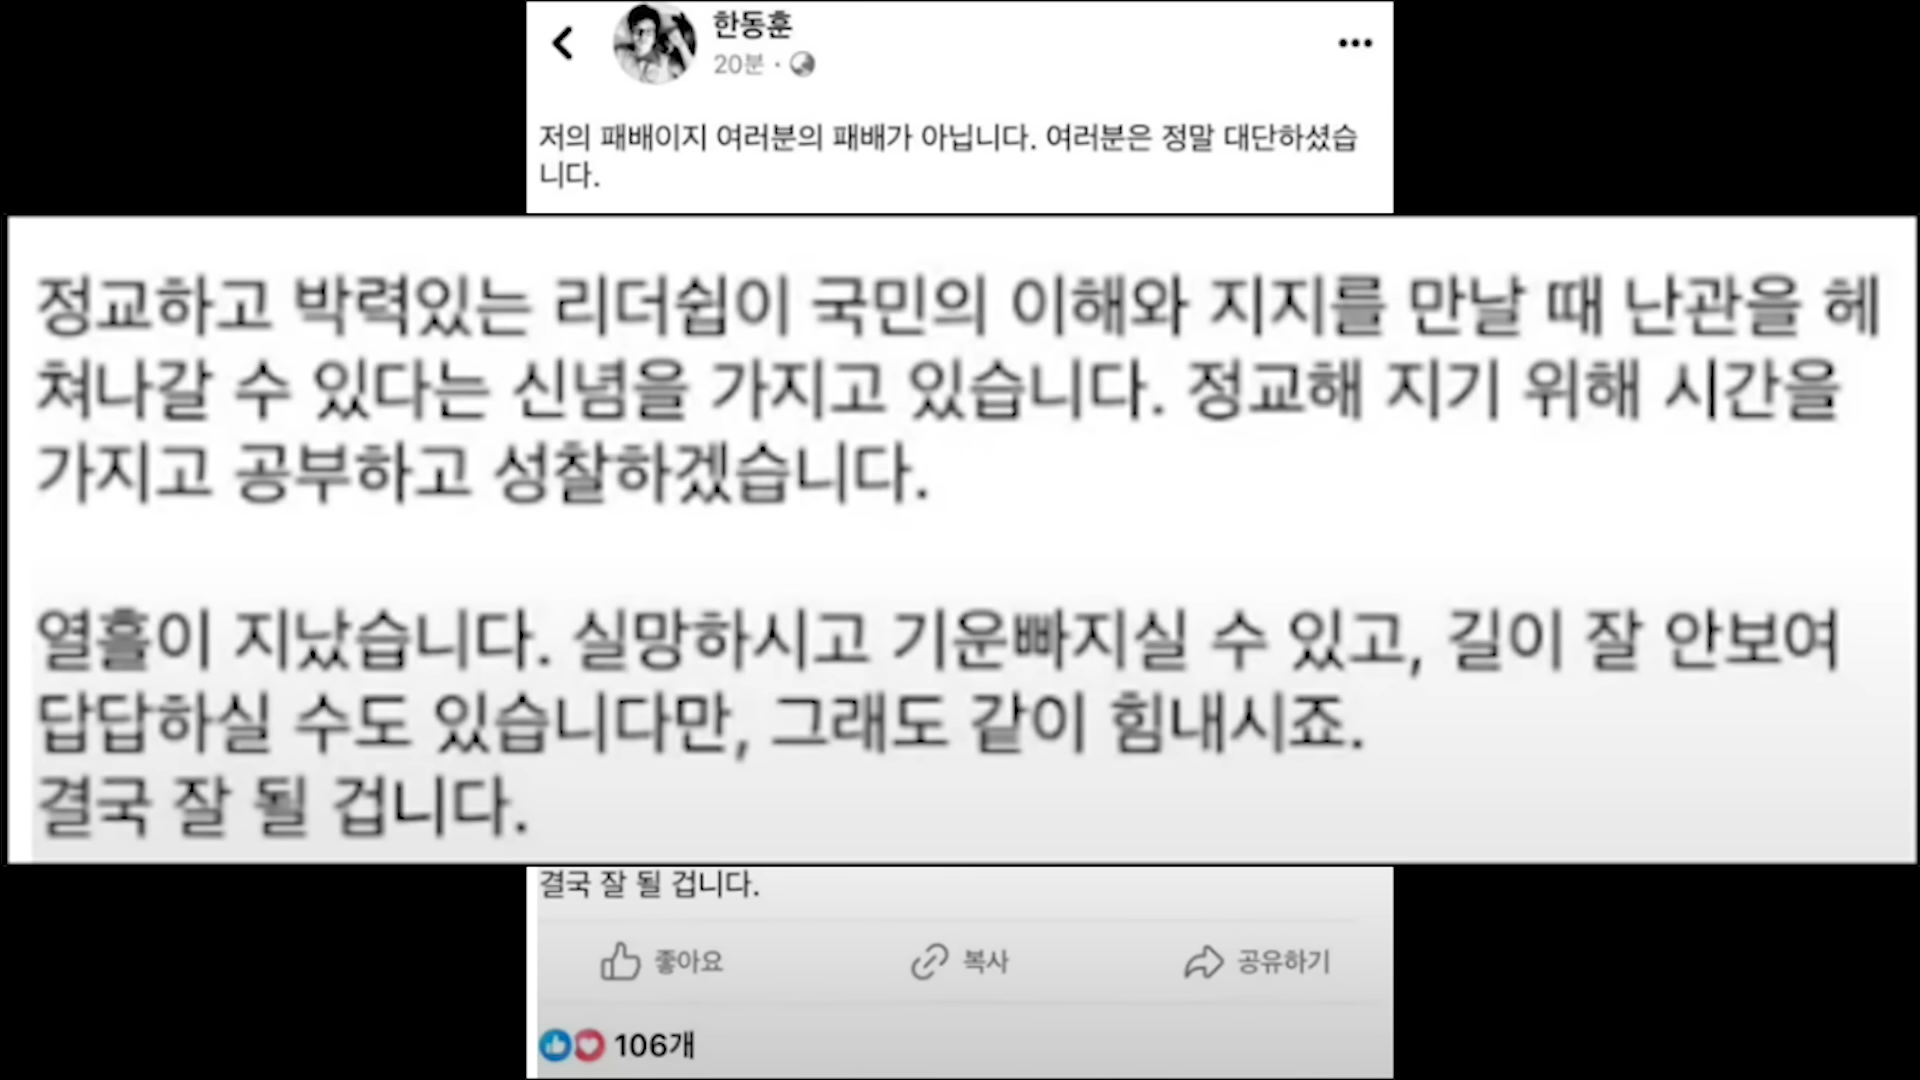 한동훈
20분 ·
저의 패배이지 여러분의 패배가 아닙니다. 여러분은 정말 대단하셨습
니다.
정교하고 박력있는 리더쉽이 국민의 이해와 지지를 만날 때 난관을 헤
쳐나갈 수 있다는 신념을 가지고 있습니다. 정교해 지기 위해 시간을
가지고 공부하고 성찰하겠습니다.
열흘이 지났습니다. 실망하시고 기운빠지실 수 있고, 길이 잘 안보여
답답하실 수도 있습니다만, 그래도 같이 힘내시죠.
결국 잘 될 겁니다.
결국 잘 될 겁니다.
좋아요 복사 공유하기
106개